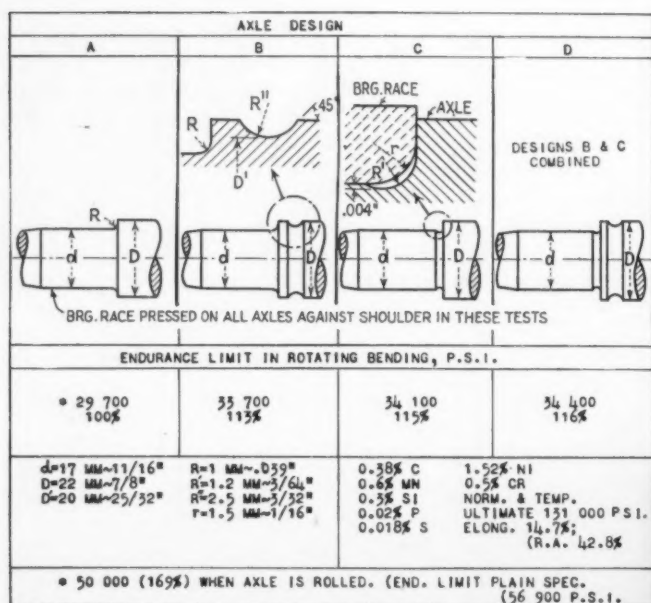 AXLE DESIGN
A B C D
R" 45°
R
D'
BRG. RACE
AXLE
r
R'
.004"
DESIGNS B & C
COMBINED
R
d D d D d D d D
BRG. RACE PRESSED ON ALL AXLES AGAINST SHOULDER IN THESE TESTS
ENDURANCE LIMIT IN ROTATING BENDING, P.S.I.
* 29 700 33 700 34 100 34 400
100% 113% 115% 116%
d=17 MM~11/16" R=1 MM~.039" 0.38% C 1.52% NI
D=22 MM~7/8" R'=1.2 MM~3/64" 0.6% MN 0.5% CR
D'=20 MM~25/32" R"=2.5 MM~3/32" 0.3% SI NORM. & TEMP.
r=1.5 MM~1/16" 0.02% P ULTIMATE 131 000 PSI.
0.018% S ELONG. 14.7%;
(R.A. 42.8%
* 50 000 (169%) WHEN AXLE IS ROLLED. (END. LIMIT PLAIN SPEC.
(56 900 P.S.I.